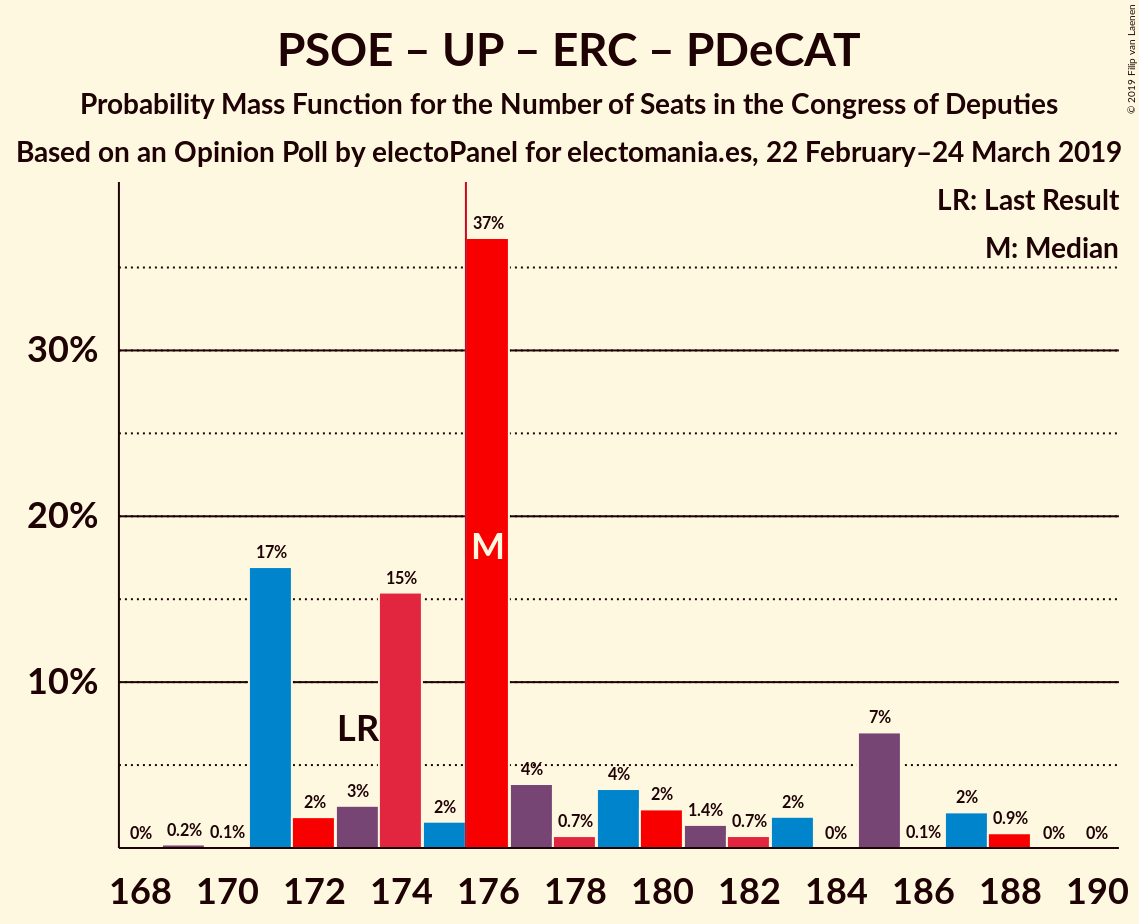 PSOE – UP – ERC – PDeCAT
Probability Mass Function for the Number of Seats in the Congress of Deputies
Based on an Opinion Poll by electoPanel for electomania.es, 22 February–24 March 2019
© 2019 Filip van Laenen
LR: Last Result
M: Median
37%
30%
20%
M
17%
15%
10%
LR
7%
4%
4%
3%
2%
2%
2%
2%
2%
1.4%
0.9%
0.7%
0.7%
0%
0.2%
0.1%
0%
0.1%
0%
0%
168 170 172 174 176 178 180 182 184 186 188 190